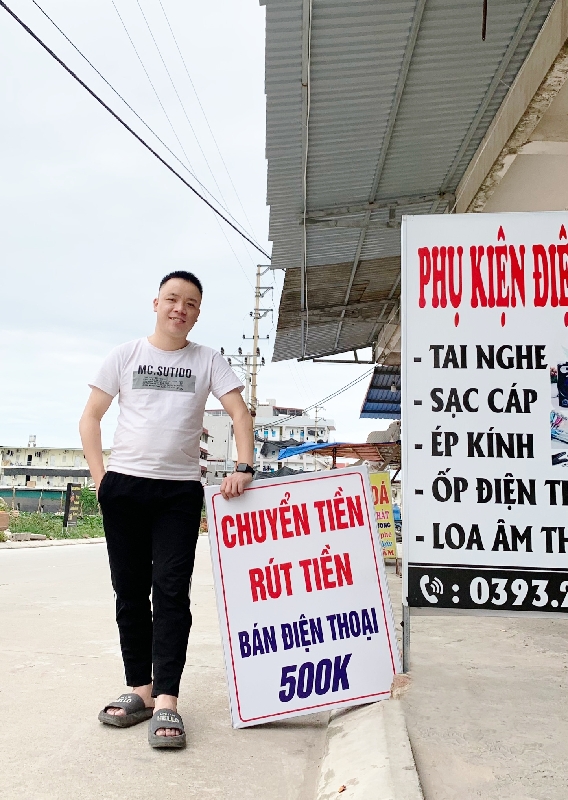 MC.SUTIDO
CHUYỂN TIỀN
RÚT TIỀN
BÁN ĐIỆN THOẠI
500K
PHỤ KIỆN ĐIỆ
- TAI NGHE
- SẠC CÁP
- ÉP KÍNH
- ỐP ĐIỆN TH
- LOA ÂM TH
: 0393.2